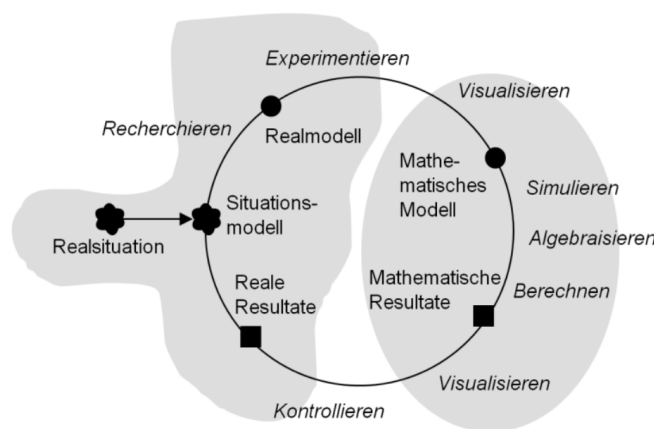 Experimentieren
Visualisieren
Recherchieren
Realmodell
Mathe-
matisches
Modell
Simulieren
Situations-
modell
Realsituation
Algebraisieren
Reale
Resultate
Mathematische
Resultate
Berechnen
Visualisieren
Kontrollieren